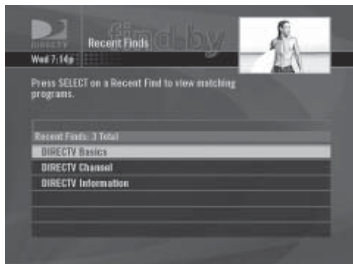 find by
DIRECTV
Recent Finds
Wed 7:14p
Press SELECT on a Recent Find to view matching
programs.
Recent Finds: 3 Total
DIRECTV Basics
DIRECTV Channel
DIRECTV Information